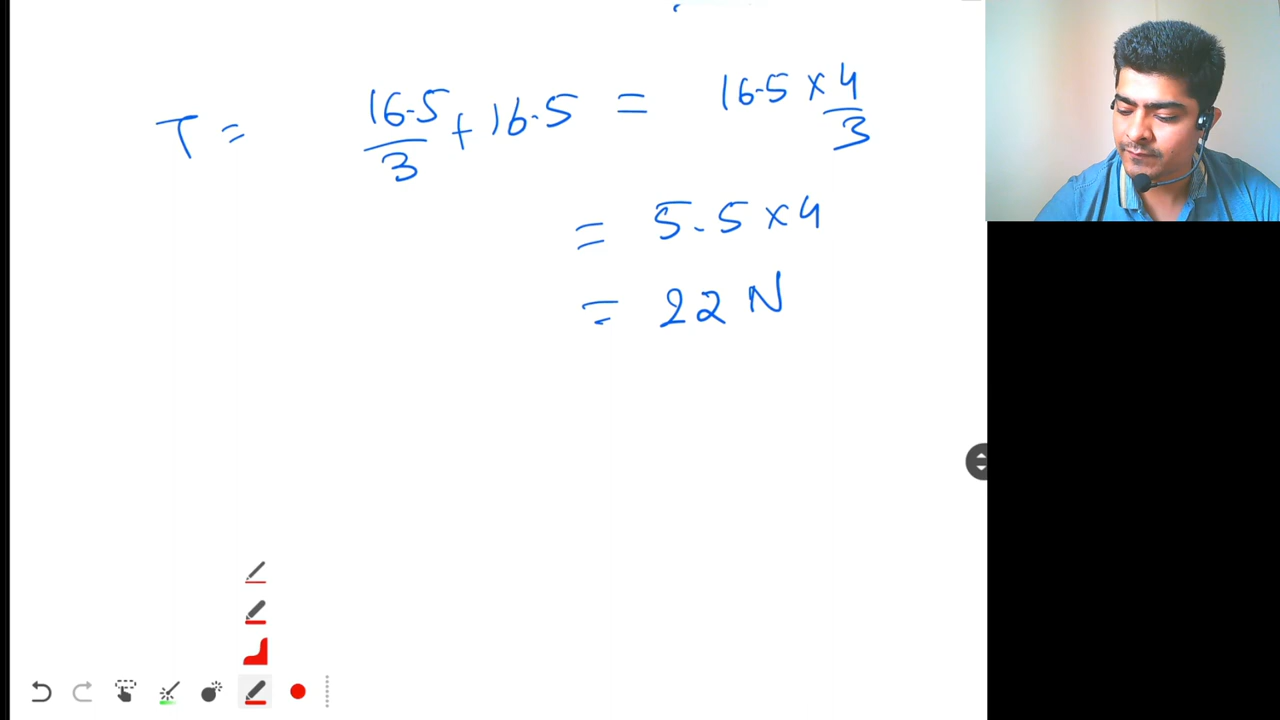 T = 16.5/3 + 16.5 = 16.5 × 4/3
= 5.5 × 4
= 22 N